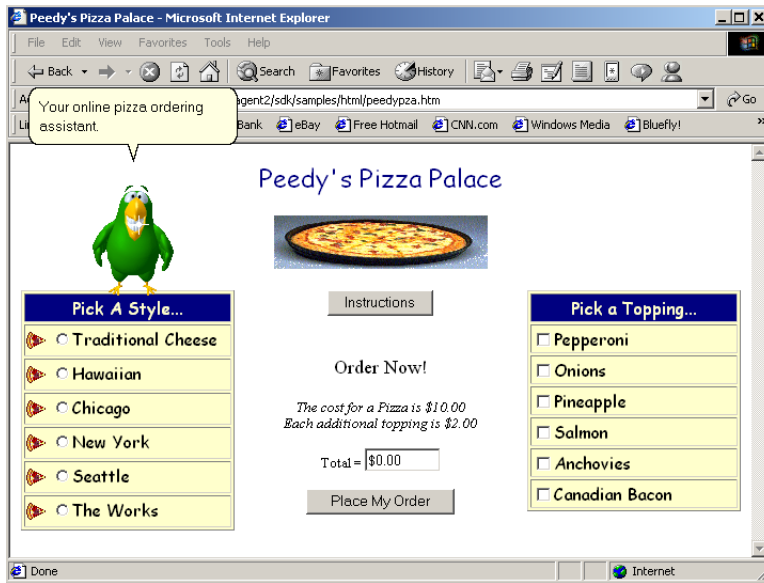 Peedy's Pizza Palace - Microsoft Internet Explorer
File Edit View Favorites Tools Help
Back Search Favorites History
Your online pizza ordering
assistant.
agent2/sdk/samples/html/peedypza.htm Go
Bank eBay Free Hotmail CNN.com Windows Media Bluefly! »
Peedy's Pizza Palace
Pick A Style...
Traditional Cheese
Hawaiian
Chicago
New York
Seattle
The Works
Instructions
Order Now!
The cost for a Pizza is $10.00
Each additional topping is $2.00
Total = $0.00
Place My Order
Pick a Topping...
Pepperoni
Onions
Pineapple
Salmon
Anchovies
Canadian Bacon
Done Internet